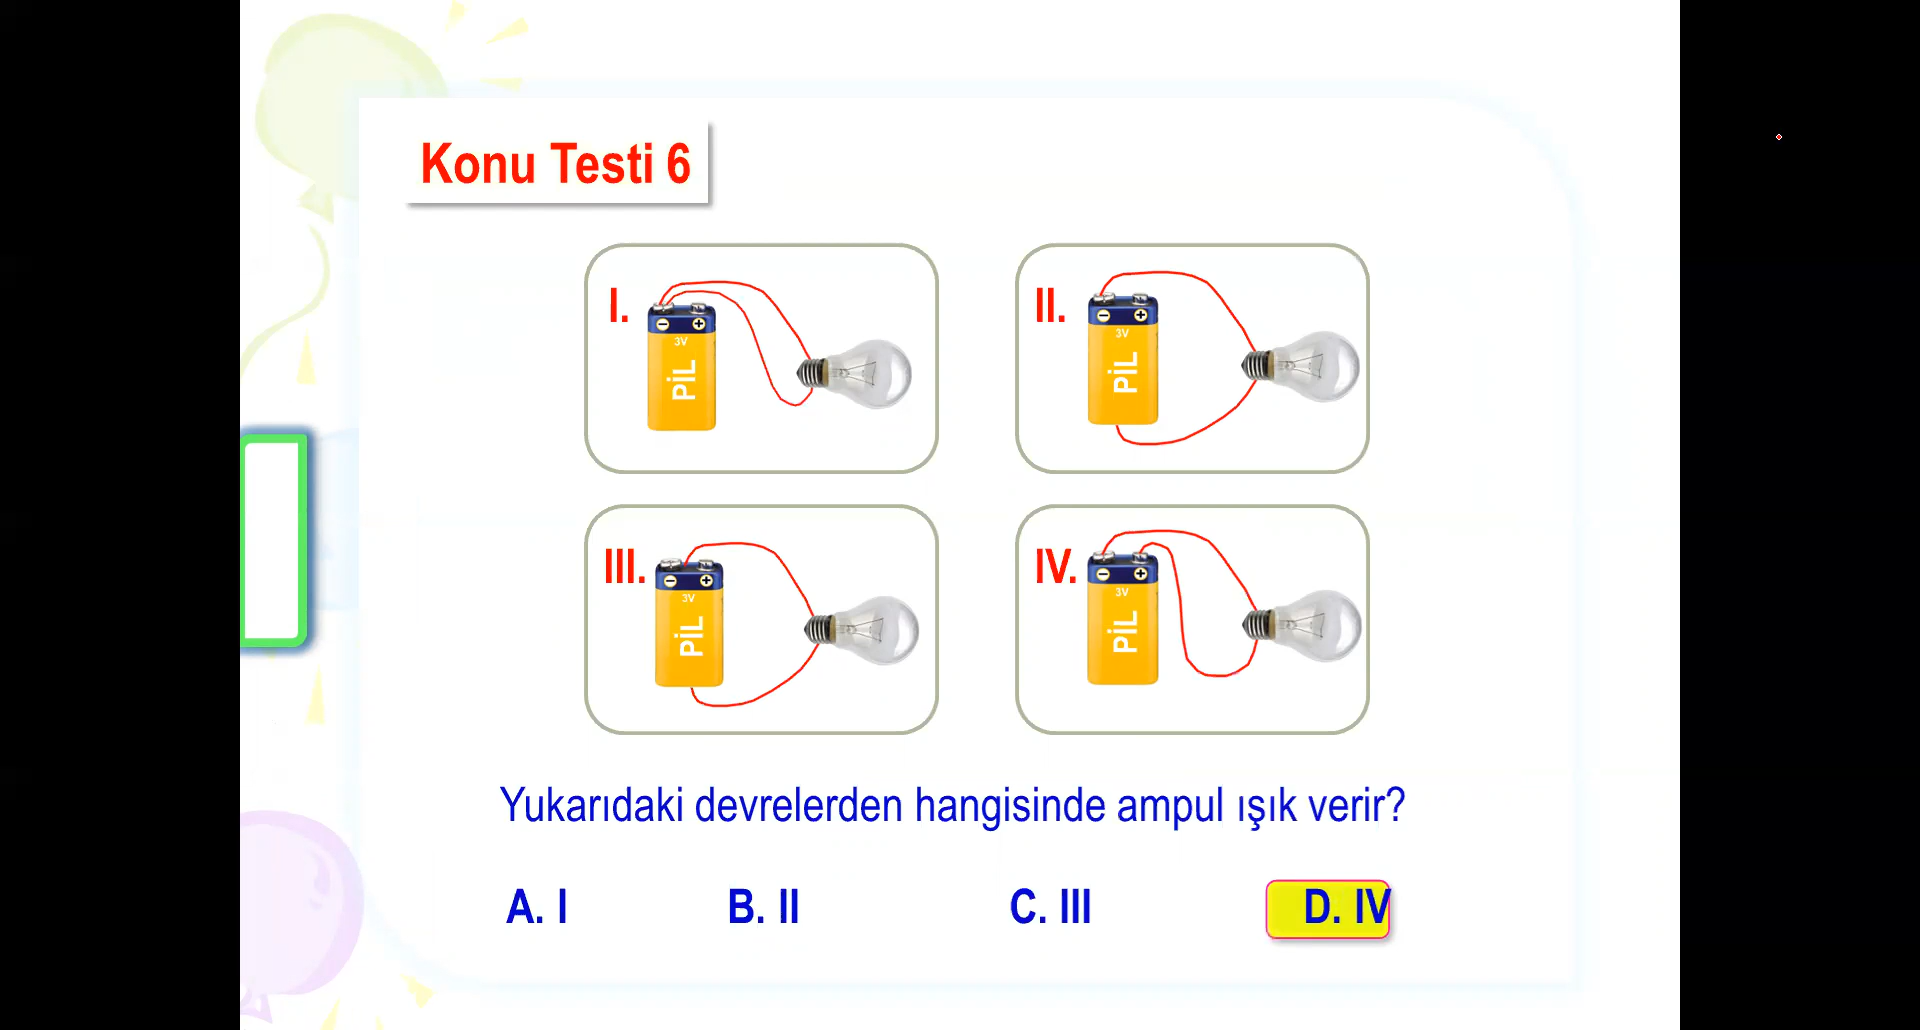 Konu Testi 6
I.
− +
3V
PİL
II.
− +
3V
PİL
III.
− +
3V
PİL
IV.
− +
3V
PİL
Yukarıdaki devrelerden hangisinde ampul ışık verir?
A. I B. II C. III D. IV